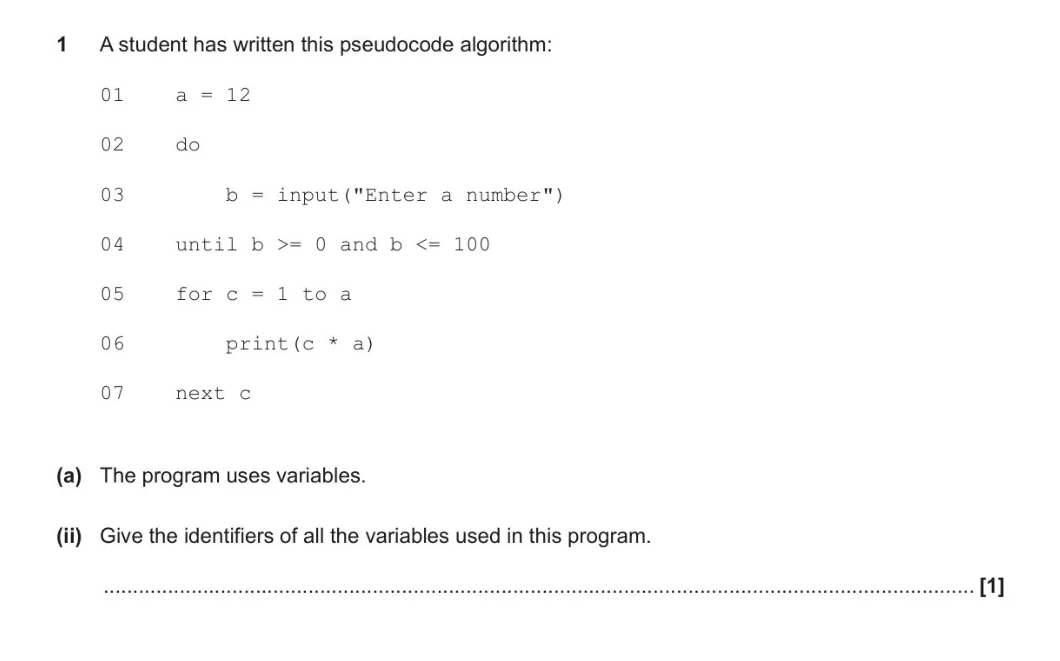 1 A student has written this pseudocode algorithm:
01 a = 12
02 do
03 b = input("Enter a number")
04 until b >= 0 and b <= 100
05 for c = 1 to a
06 print(c * a)
07 next c
(a) The program uses variables.
(ii) Give the identifiers of all the variables used in this program.
.......................................................................................................................................................... [1]